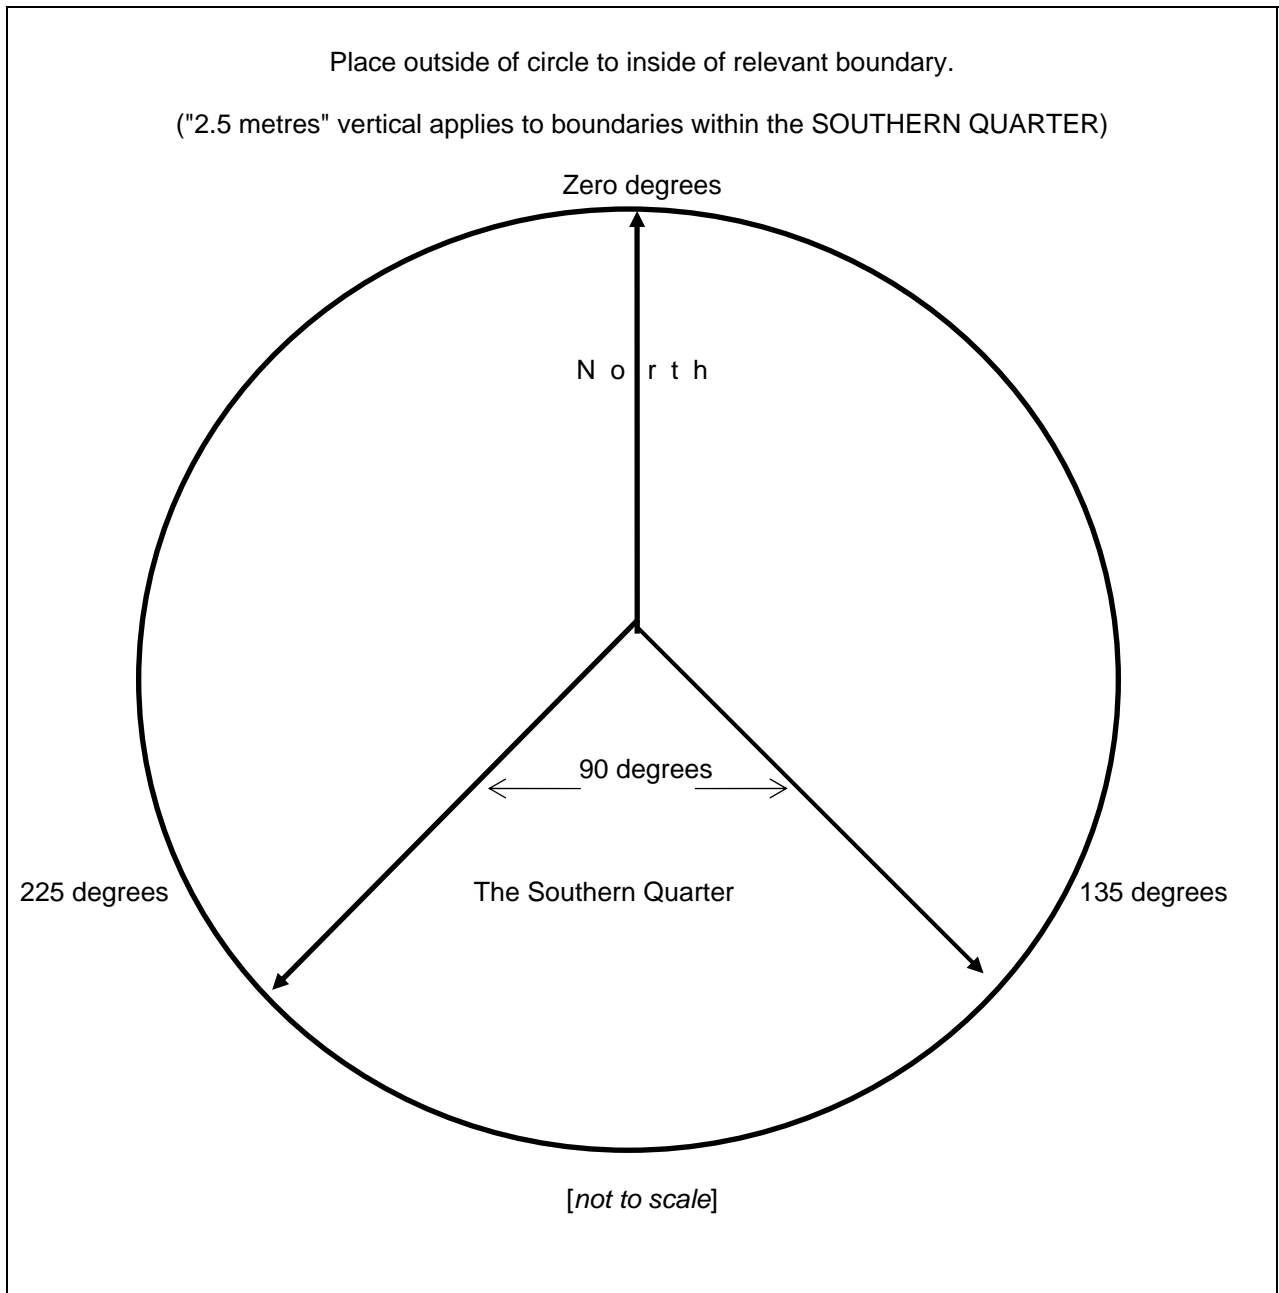 Place outside of circle to inside of relevant boundary.
("2.5 metres" vertical applies to boundaries within the SOUTHERN QUARTER)
Zero degrees
N o r t h
90 degrees
225 degrees
The Southern Quarter
135 degrees
[not to scale]